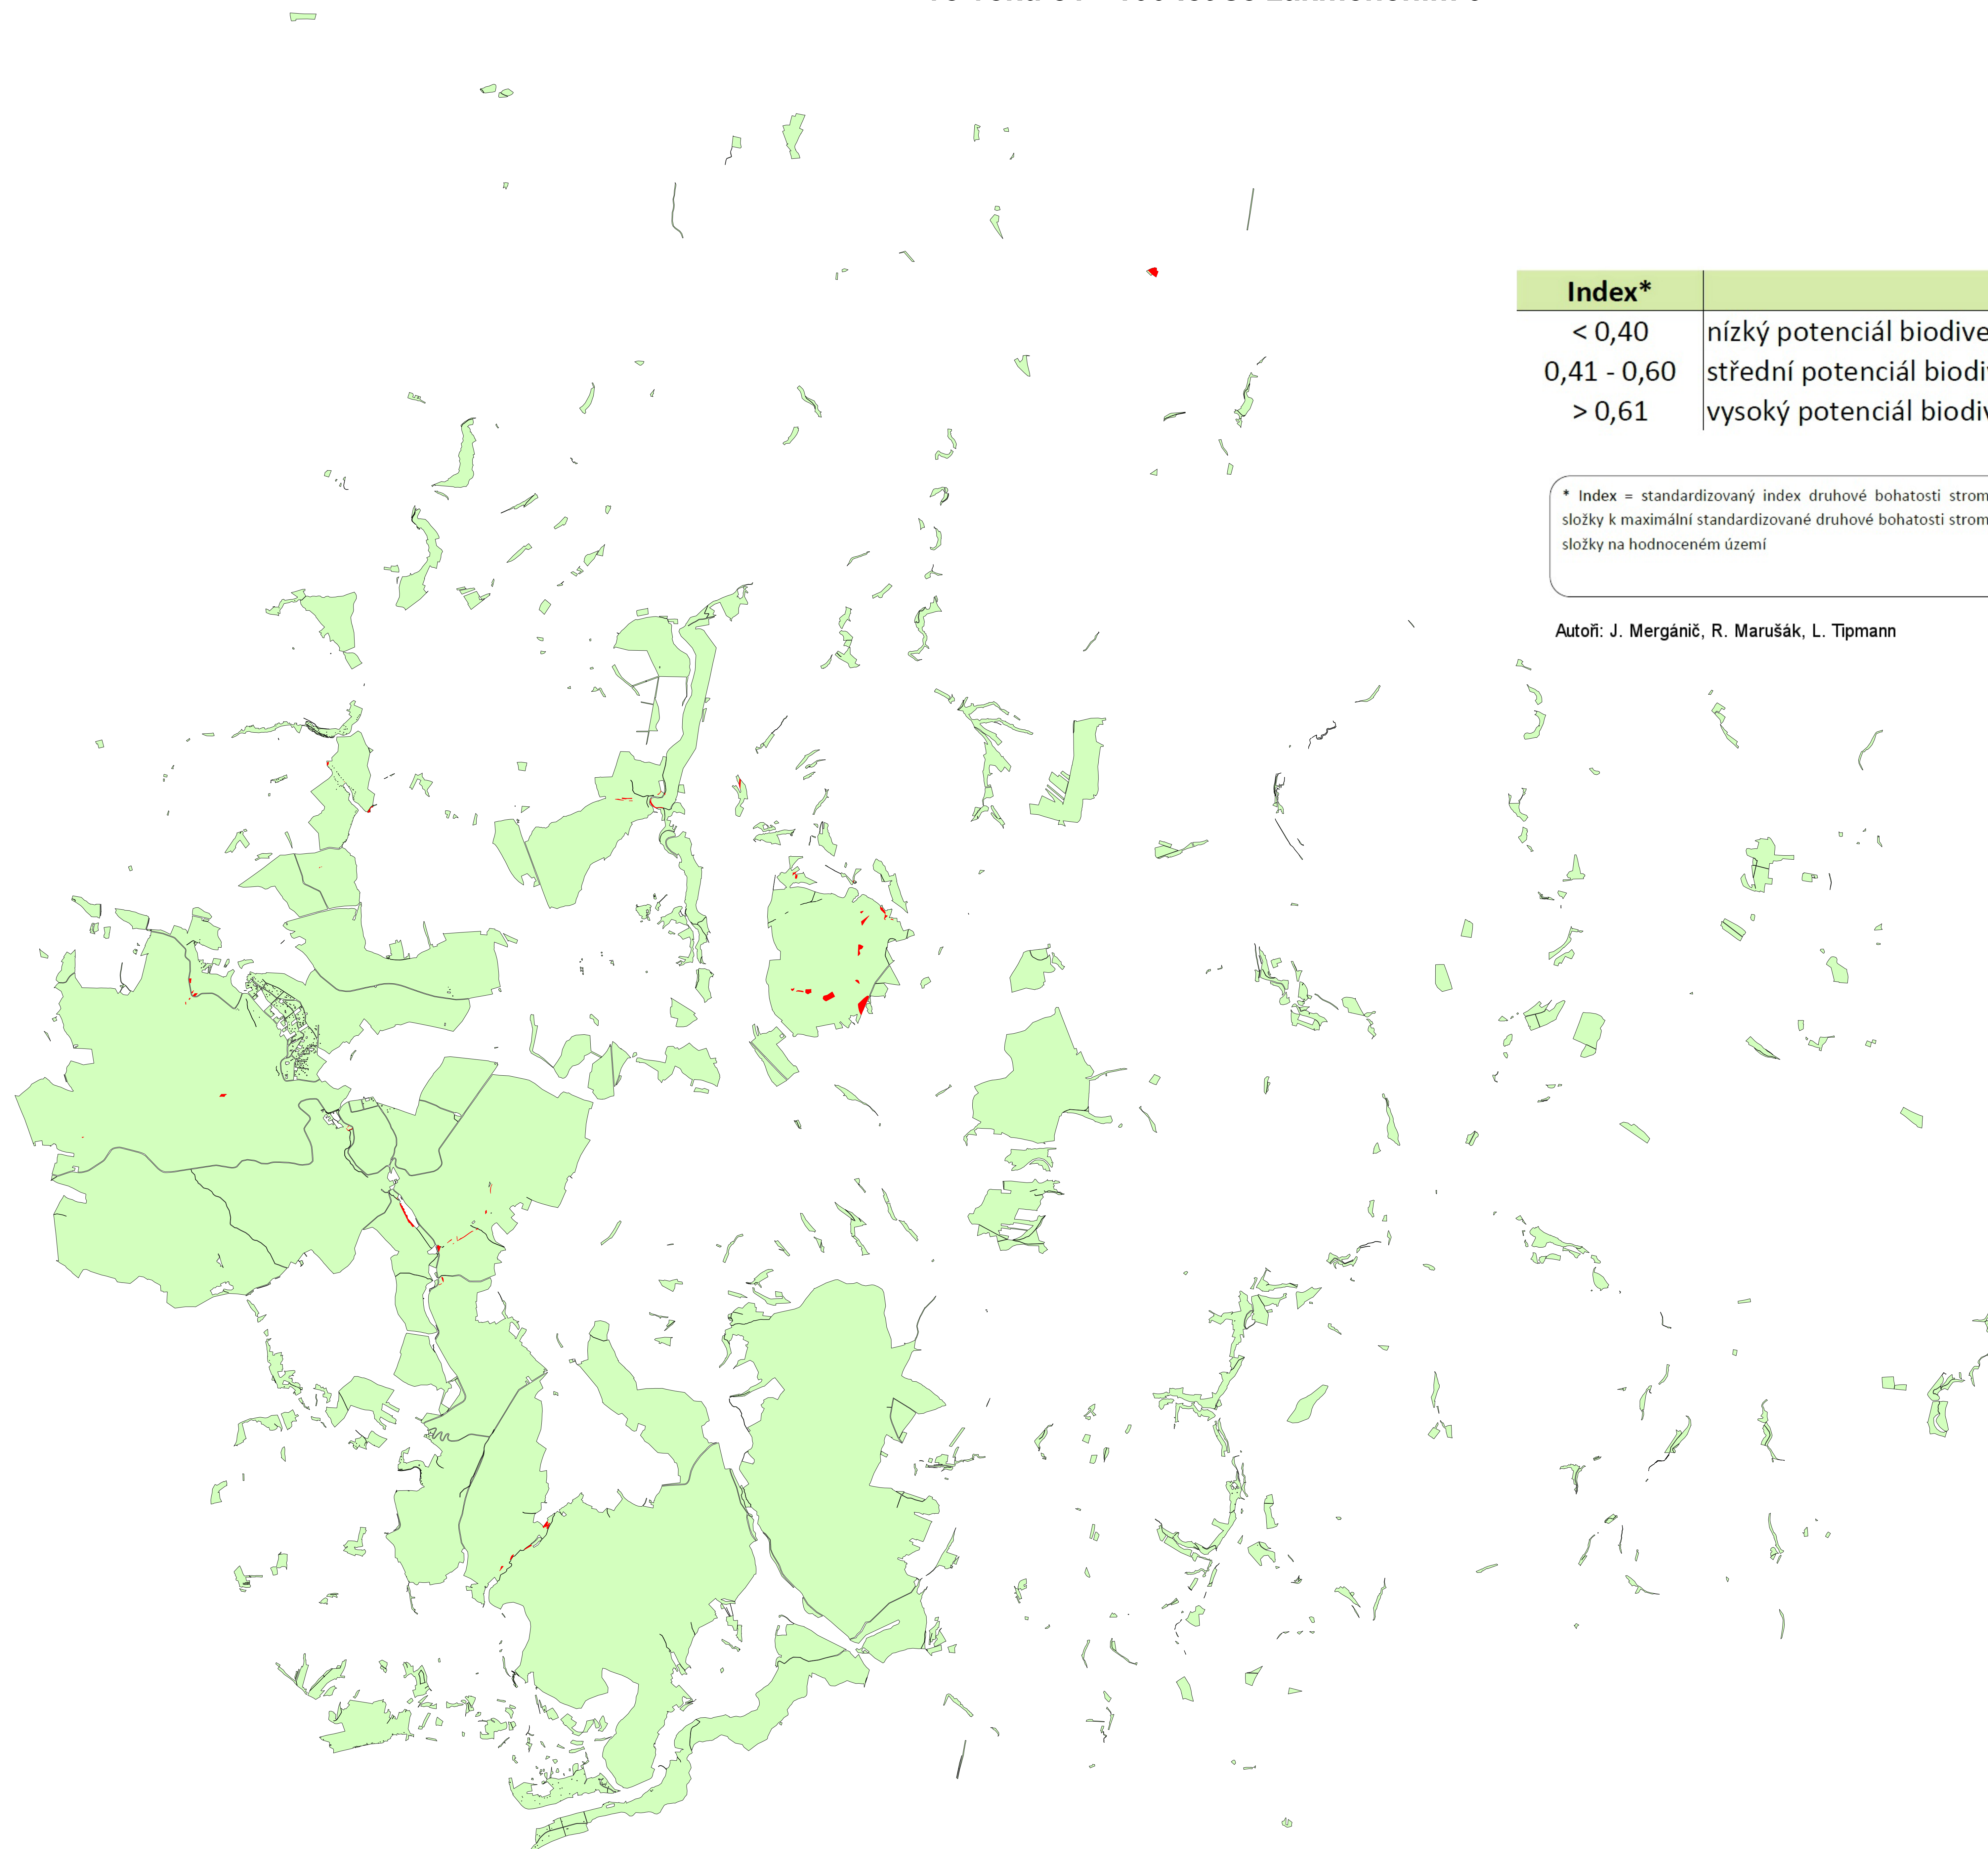 Index*
< 0,40 nízký potenciál biodive
0,41 - 0,60 střední potenciál biodi
> 0,61 vysoký potenciál biodiv
* Index = standardizovaný index druhové bohatosti strom
složky k maximální standardizované druhové bohatosti strom
složky na hodnoceném území
Autoři: J. Mergánič, R. Marušák, L. Tipmann